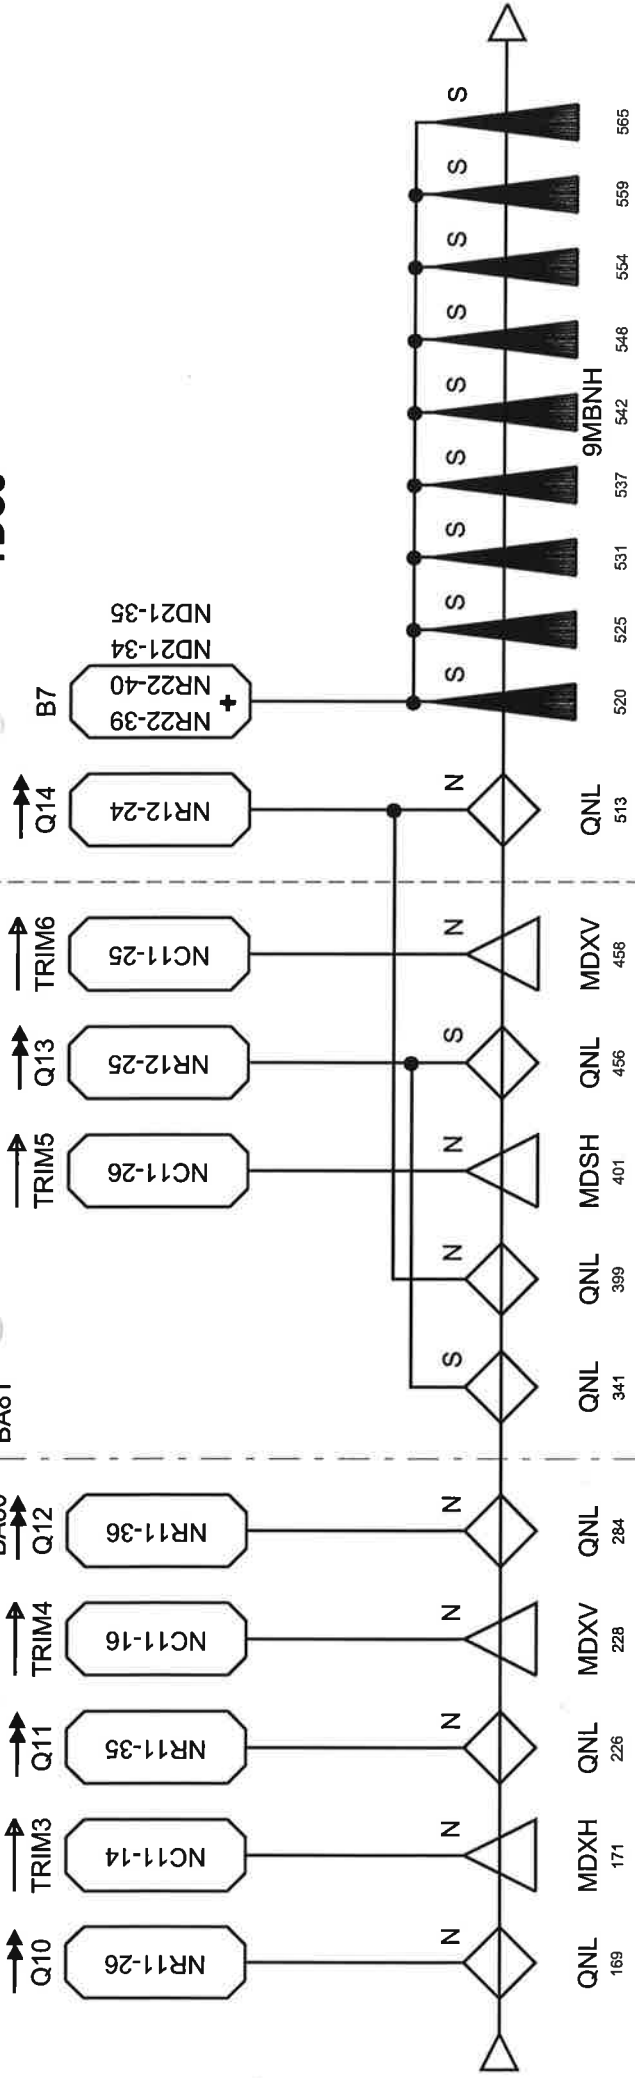 Q10 TRIM3 Q11 TRIM4 Q12 TRIM5 Q13 TRIM6 Q14 B7
NR11-26 NC11-14 NR11-35 NC11-16 NR11-36 NC11-26 NR12-25 NC11-25 NR12-24
NR22-39
NR22-40
ND21-34
ND21-35
+
N N N N N S N N S N N S S S S S S S S S
QNL MDXH QNL MDXV QNL QNL QNL MDSH QNL MDXV QNL 9MBNH
169 171 226 228 284 341 399 401 456 458 513 520 525 531 537 542 548 554 559 565